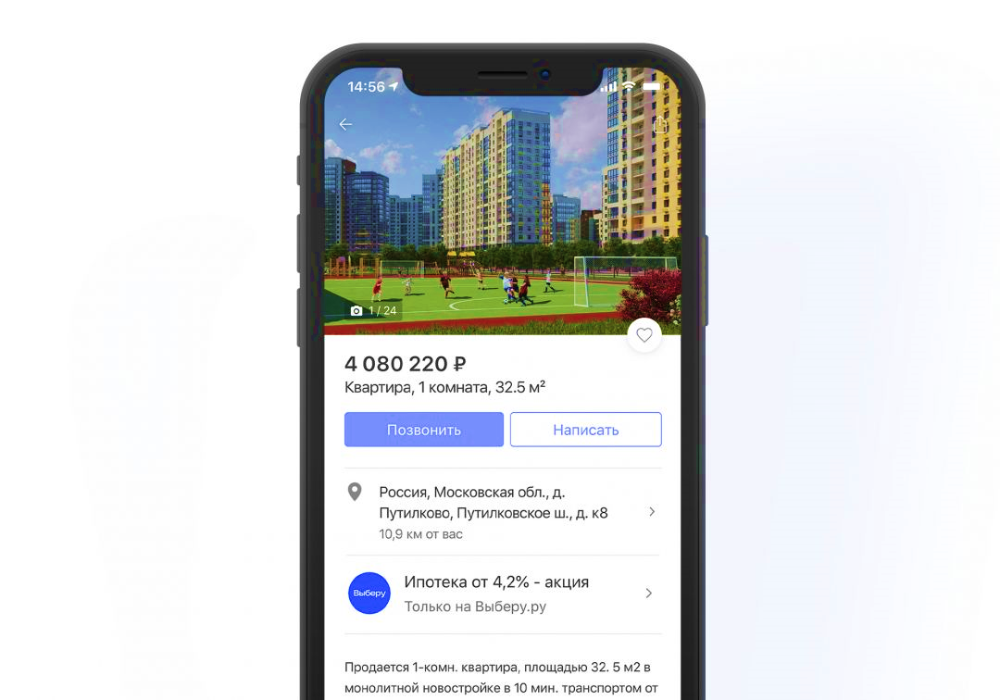 14:56
1 / 24
4 080 220 ₽
Квартира, 1 комната, 32.5 м²
Позвонить
Написать
Россия, Московская обл., д.
Путилково, Путилковское ш., д. к8
10,9 км от вас
Выберу
Ипотека от 4,2% - акция
Только на Выберу.ру
Продается 1-комн. квартира, площадью 32. 5 м2 в
монолитной новостройке в 10 мин. транспортом от